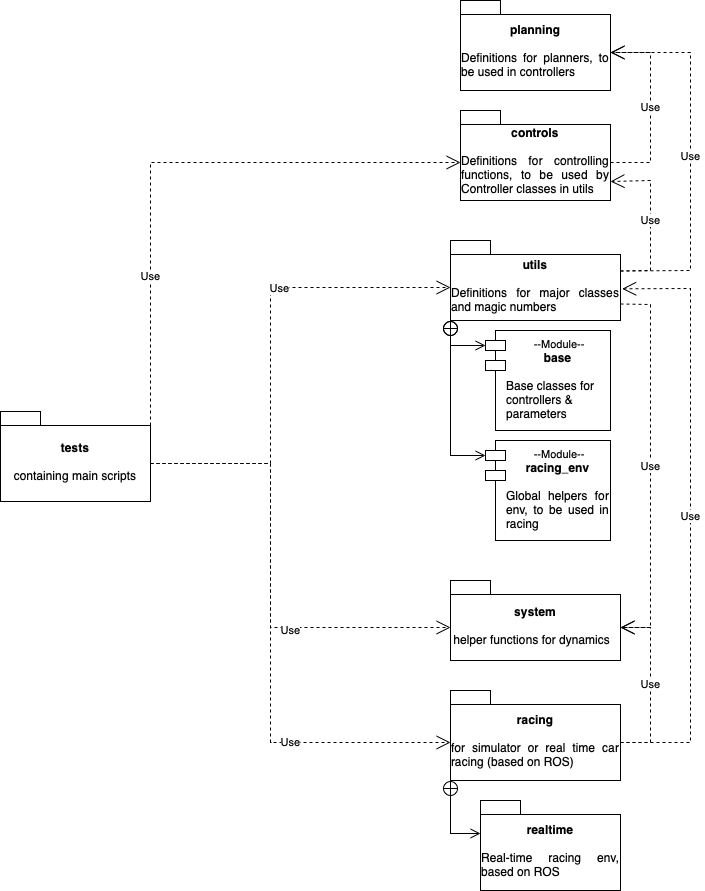 planning
Definitions for planners, to
be used in controllers
Use
controls
Definitions for controlling
functions, to be used by
Controller classes in utils
Use
Use
Use
utils
Definitions for major classes
and magic numbers
Use
--Module--
base
Base classes for
controllers &
parameters
tests
containing main scripts
--Module--
racing_env
Global helpers for
env, to be used in
racing
Use
Use
system
helper functions for dynamics
Use
Use
racing
for simulator or real time car
racing (based on ROS)
Use
realtime
Real-time racing env,
based on ROS